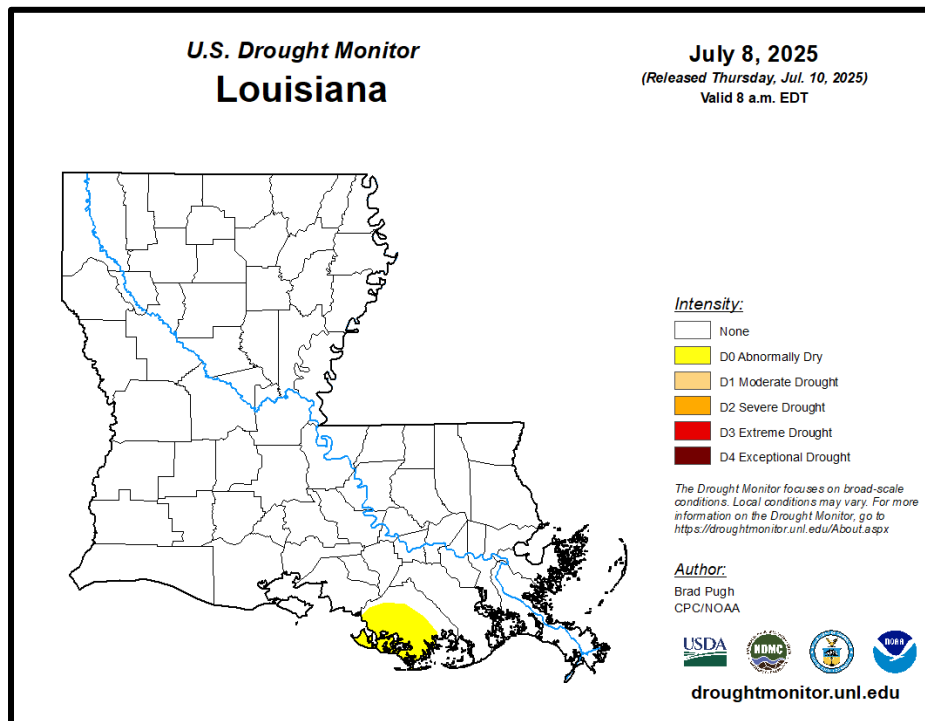 U.S. Drought Monitor
Louisiana
July 8, 2025
(Released Thursday, Jul. 10, 2025)
Valid 8 a.m. EDT
Intensity:
None
D0 Abnormally Dry
D1 Moderate Drought
D2 Severe Drought
D3 Extreme Drought
D4 Exceptional Drought
The Drought Monitor focuses on broad-scale
conditions. Local conditions may vary. For more
information on the Drought Monitor, go to
https://droughtmonitor.unl.edu/About.aspx
Author:
Brad Pugh
CPC/NOAA
USDA
NDMC
NOAA
droughtmonitor.unl.edu